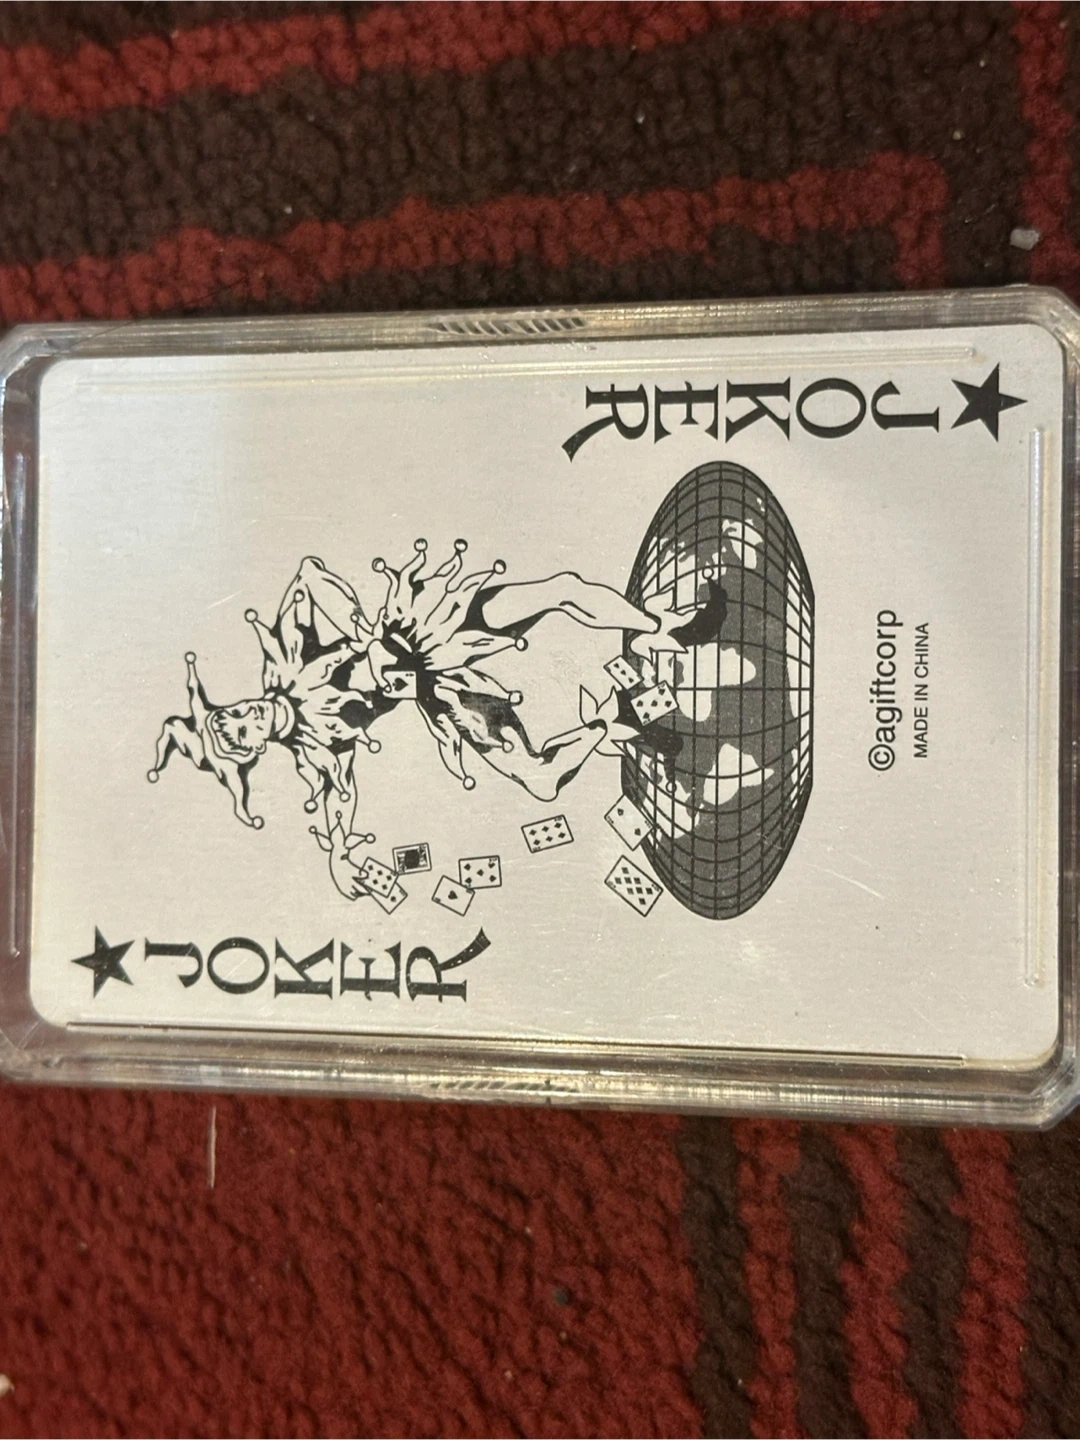 ★JOKER
JOKER★
©agiftcorp
MADE IN CHINA